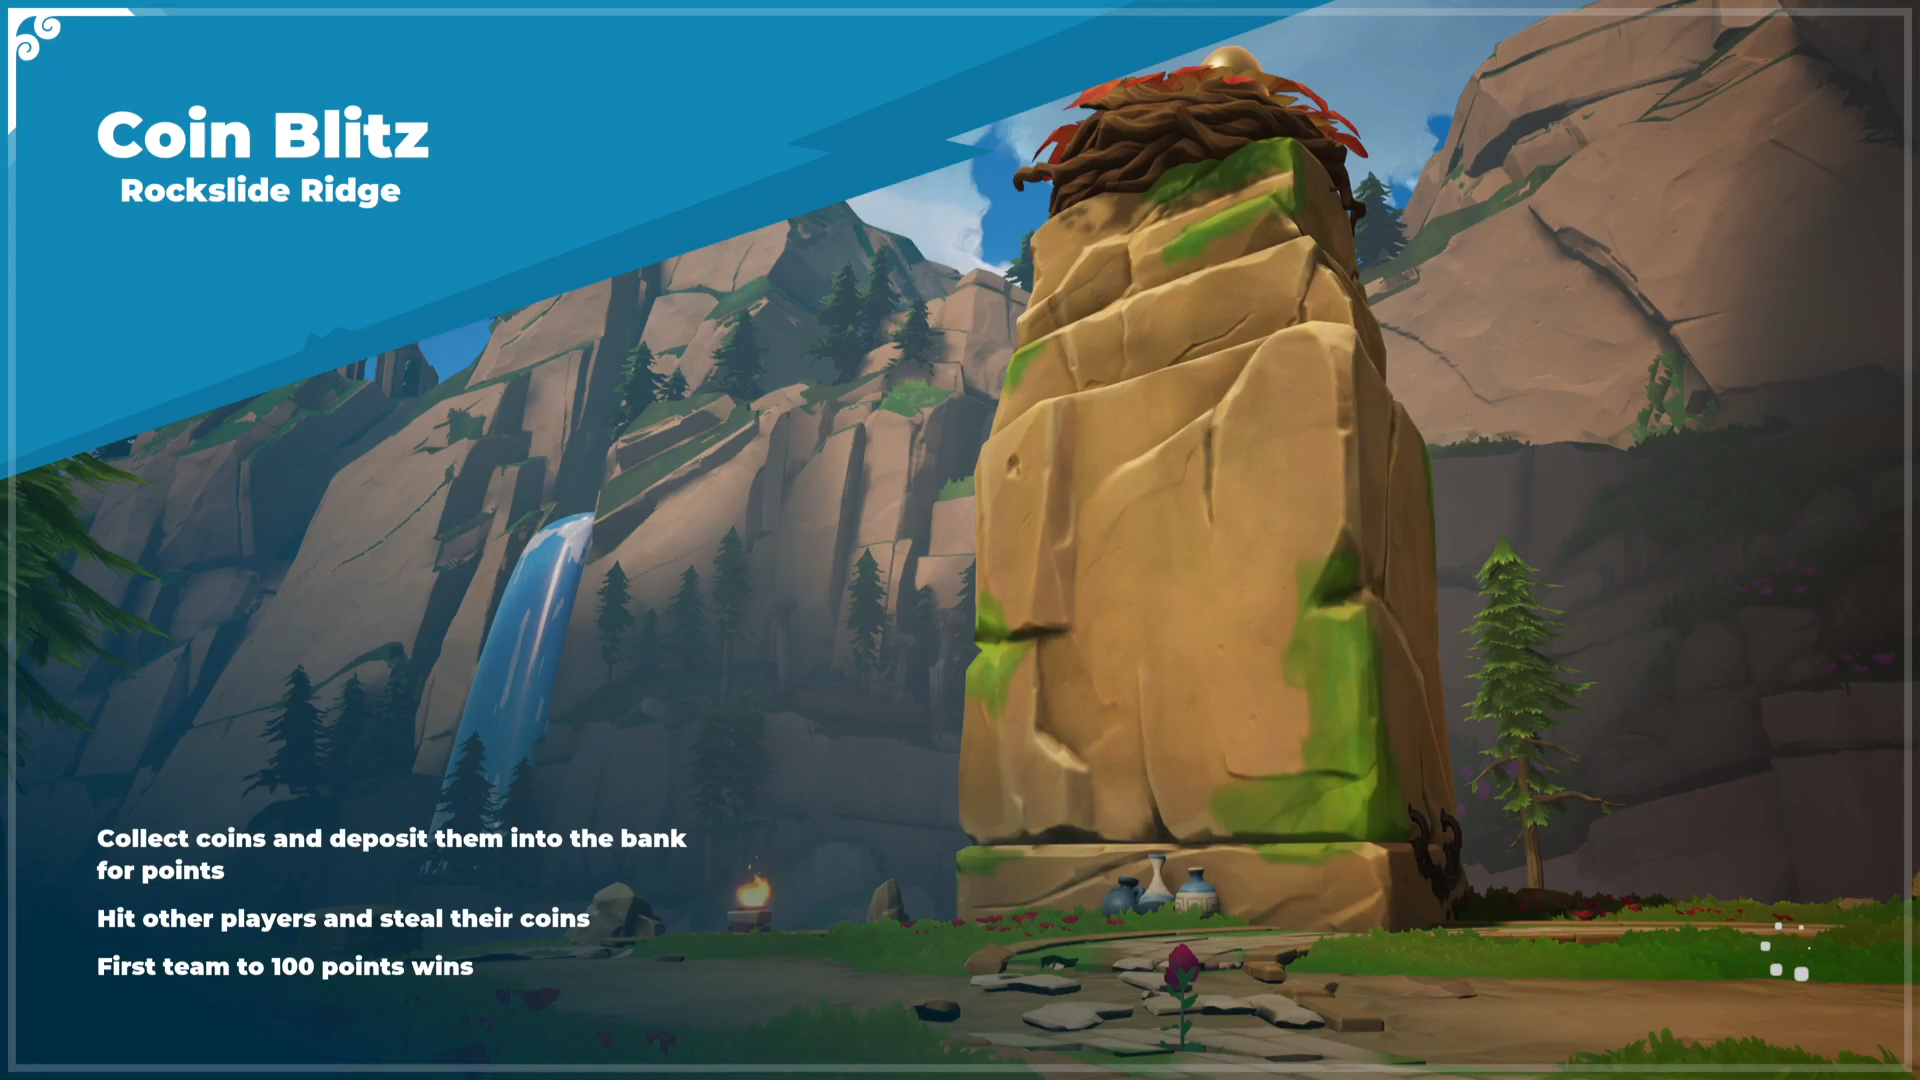 Coin Blitz
Rockslide Ridge
Collect coins and deposit them into the bank
for points
Hit other players and steal their coins
First team to 100 points wins